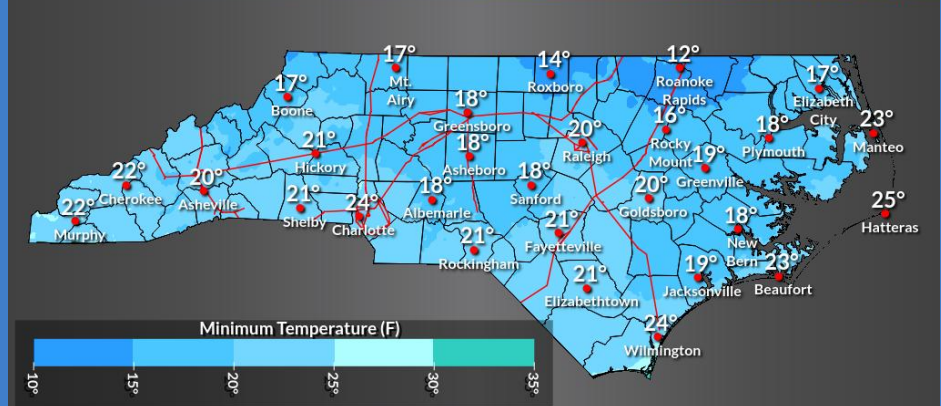 17°
Mt.
Airy
14°
Roxboro
12°
Roanoke
Rapids
17°
Boone
17°
Elizabeth
City
18°
Greensboro
16°
Rocky
Mount
20°
Raleigh
18°
Plymouth
23°
Manteo
21°
Hickory
18°
Asheboro
19°
Greenville
22°
Cherokee
20°
Asheville
21°
Shelby
24°
Charlotte
18°
Albemarle
18°
Sanford
20°
Goldsboro
25°
Hatteras
22°
Murphy
21°
Rockingham
21°
Fayetteville
18°
New
Bern
21°
Elizabethtown
19°
Jacksonville
23°
Beaufort
24°
Wilmington
Minimum Temperature (F)
10°
15°
20°
25°
30°
35°